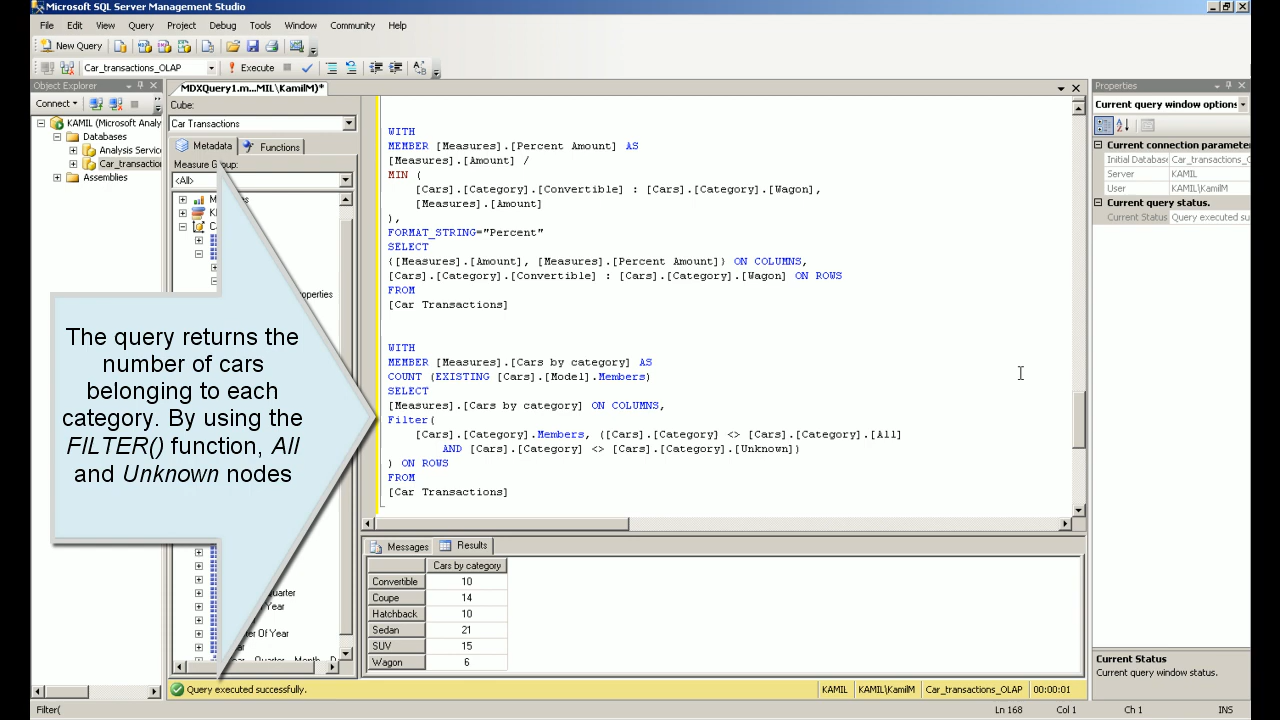 Microsoft SQL Server Management Studio
File Edit View Query Project Debug Tools Window Community Help
New Query
Car_transactions_OLAP Execute
Object Explorer
Connect
KAMIL (Microsoft Analy
Databases
Analysis Service
Car_transaction
Assemblies
MDXQuery1.m...MIL\KamilM)*
Cube:
Car Transactions
Metadata Functions
Measure Group:
<All>
WITH
MEMBER [Measures].[Percent Amount] AS
[Measures].[Amount] /
MIN (
[Cars].[Category].[Convertible] : [Cars].[Category].[Wagon],
[Measures].[Amount]
),
FORMAT_STRING="Percent"
SELECT
{[Measures].[Amount], [Measures].[Percent Amount]} ON COLUMNS,
[Cars].[Category].[Convertible] : [Cars].[Category].[Wagon] ON ROWS
FROM
[Car Transactions]
WITH
MEMBER [Measures].[Cars by category] AS
COUNT (EXISTING [Cars].[Model].Members)
SELECT
[Measures].[Cars by category] ON COLUMNS,
Filter(
[Cars].[Category].Members, ([Cars].[Category] <> [Cars].[Category].[All]
AND [Cars].[Category] <> [Cars].[Category].[Unknown])
) ON ROWS
FROM
[Car Transactions]
The query returns the
number of cars
belonging to each
category. By using the
FILTER() function, All
and Unknown nodes
Messages Results
Cars by category
Convertible 10
Coupe 14
Hatchback 10
Sedan 21
SUV 15
Wagon 6
Properties
Current query window options
Current connection parameter
Initial Database Car_transactions_O
Server KAMIL
User KAMIL\KamilM
Current query status.
Current Status Query executed su
Current Status
Current query window status.
Query executed successfully. KAMIL KAMIL\KamilM Car_transactions_OLAP 00:00:01
Filter( Ln 168 Col 1 Ch 1 INS